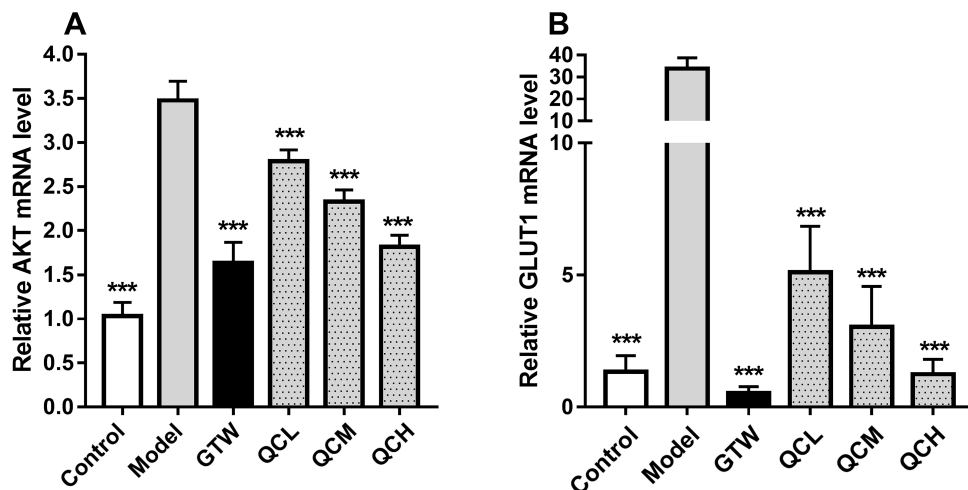 A
Relative AKT mRNA level
4.0
3.5
3.0
2.5
2.0
1.5
1.0
0.5
0.0
***
***
***
***
***
Control
Model
GTW
QCL
QCM
QCH
B
Relative GLUT1 mRNA level
40
30
20
10
10
5
0
***
***
***
***
***
Control
Model
GTW
QCL
QCM
QCH